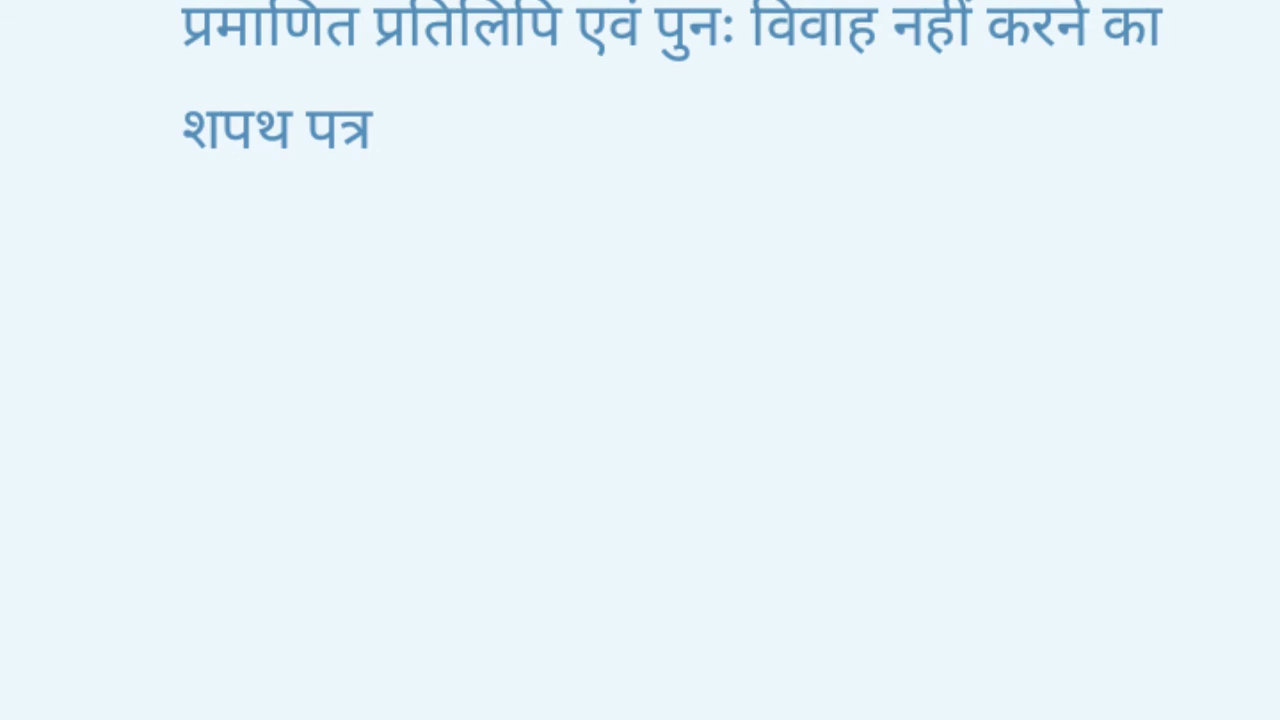 प्रमाणित प्रतिलिपि एवं पुनः विवाह नहीं करने का
शपथ पत्र